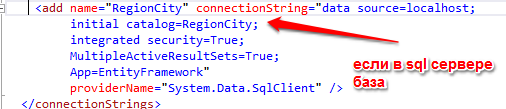 <add name="RegionCity" connectionString="data source=localhost;
initial catalog=RegionCity;
integrated security=True;
MultipleActiveResultSets=True;
App=EntityFramework"
providerName="System.Data.SqlClient" />
</connectionStrings>
если в sql сервере
база